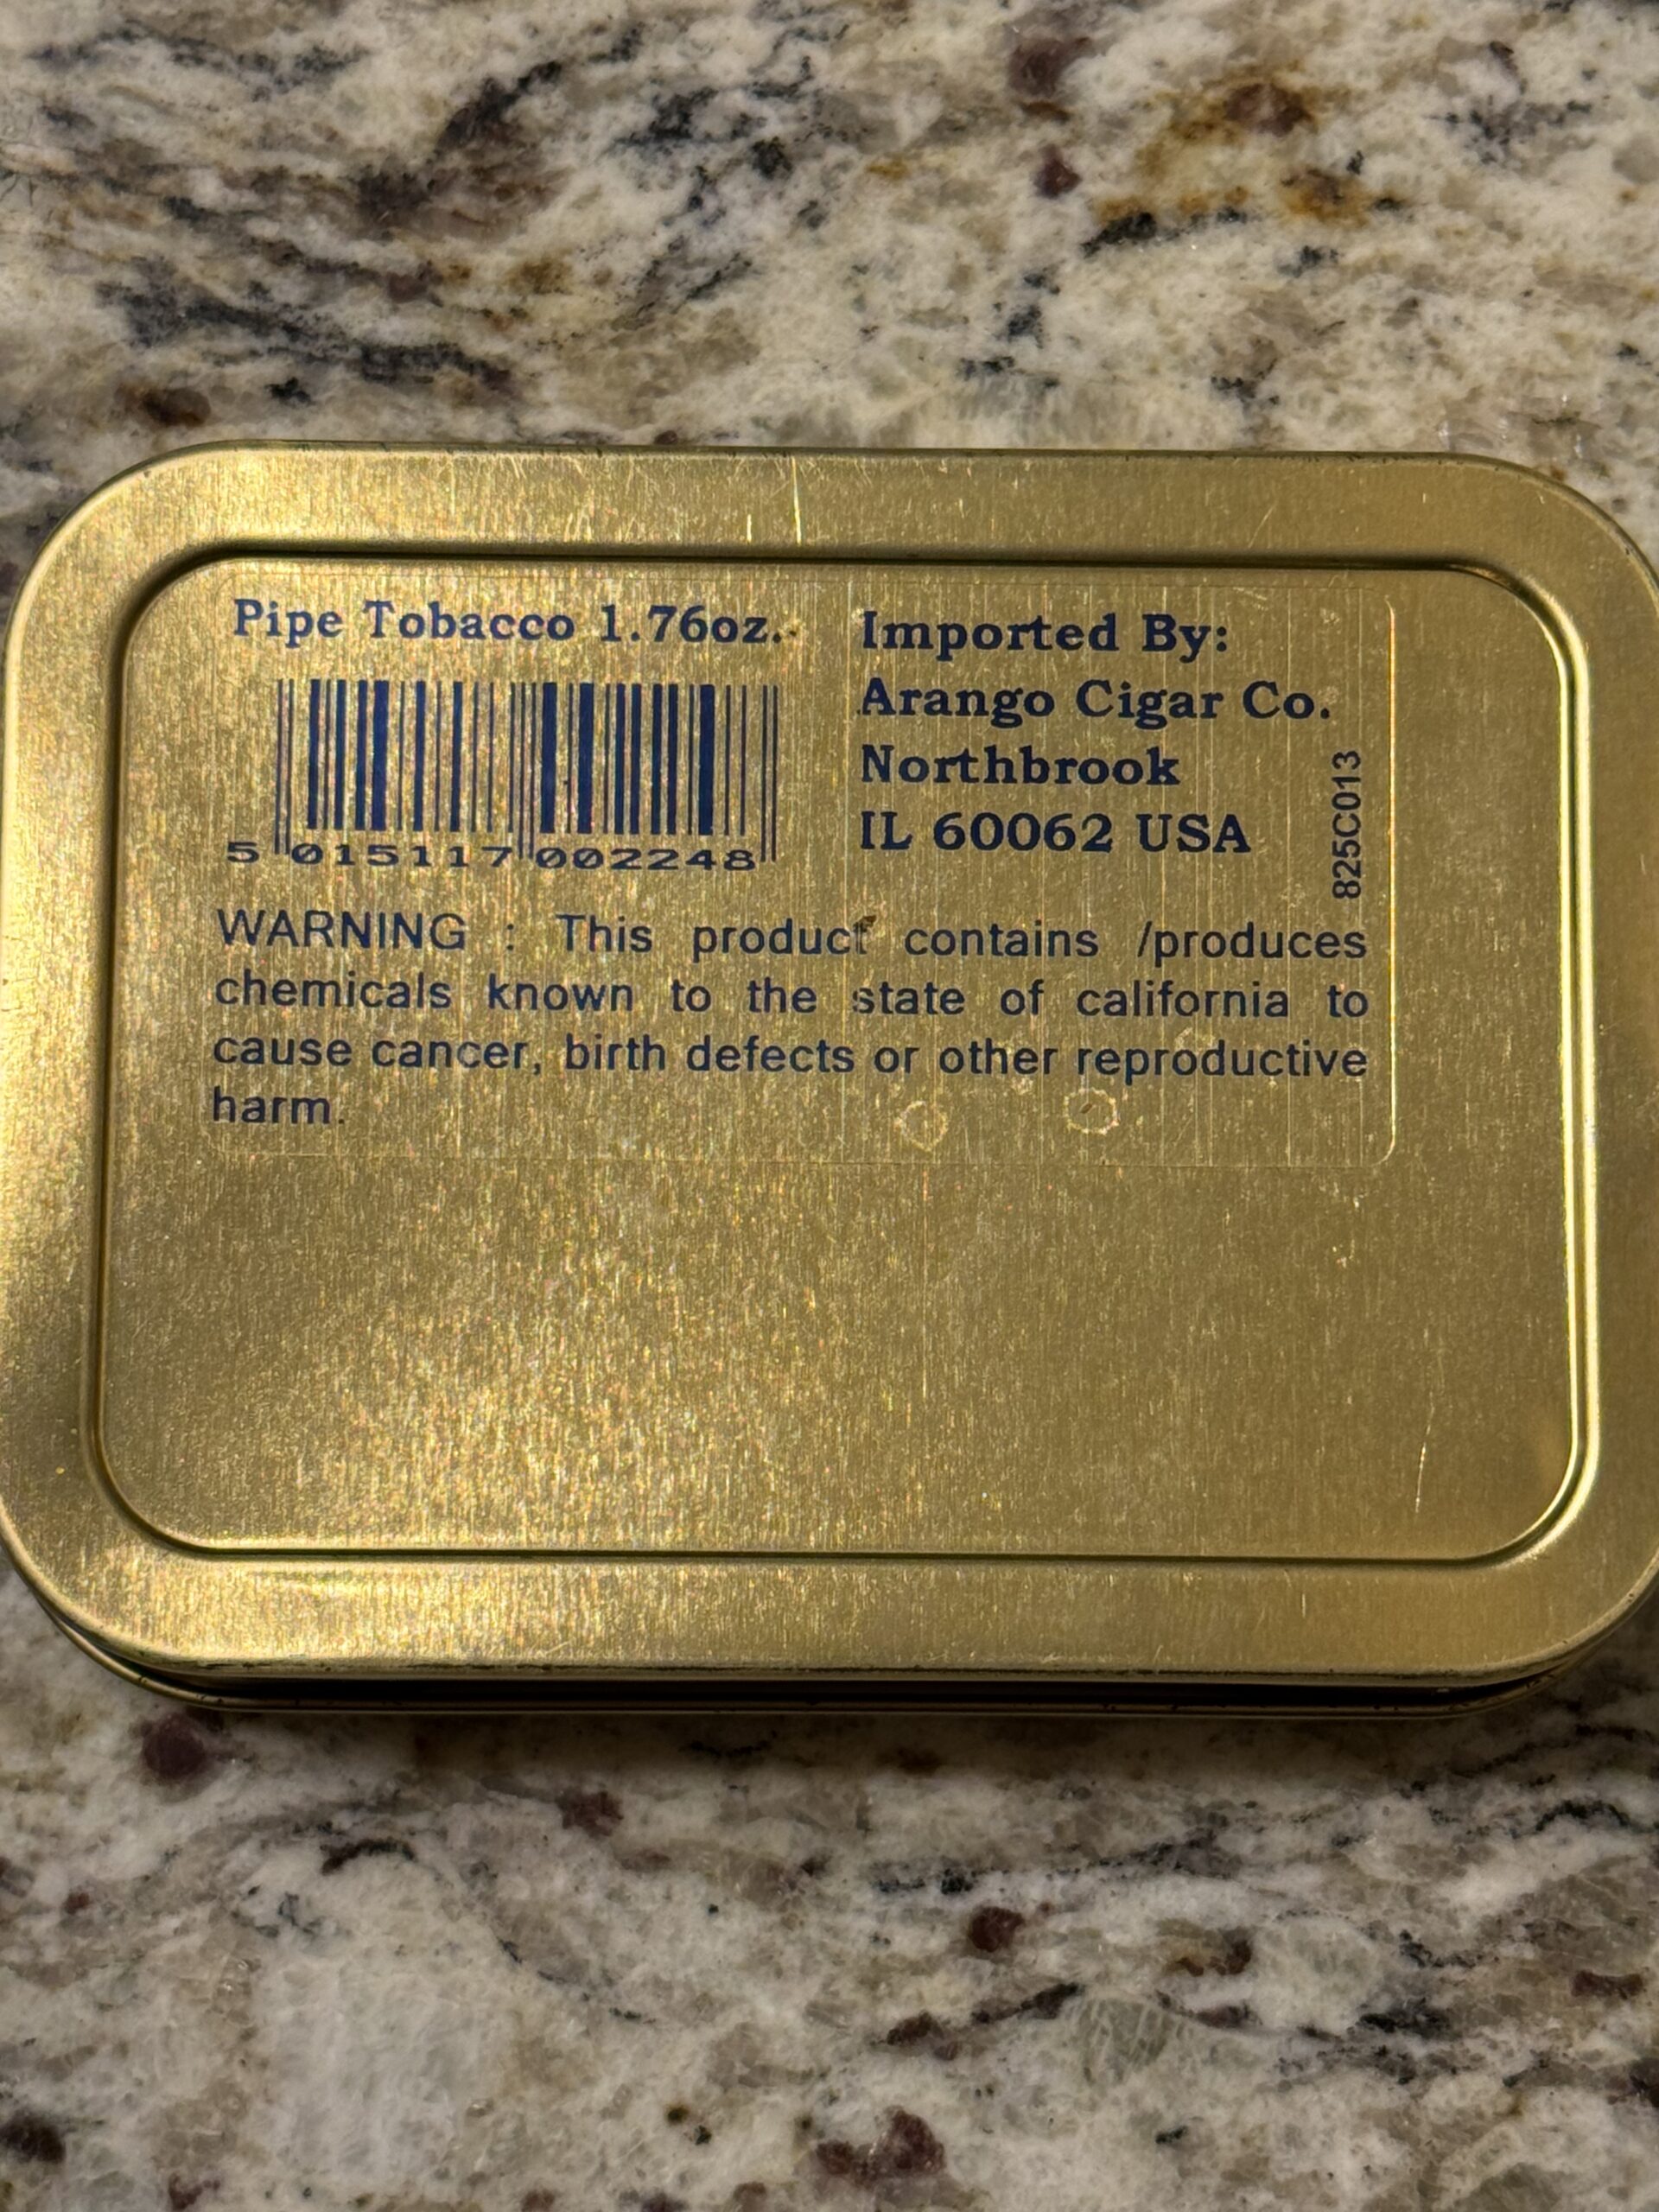 Pipe Tobacco 1.76oz.
5 015117 002248
Imported By:
Arango Cigar Co.
Northbrook
IL 60062 USA
825C013
WARNING : This product contains /produces
chemicals known to the state of california to
cause cancer, birth defects or other reproductive
harm.